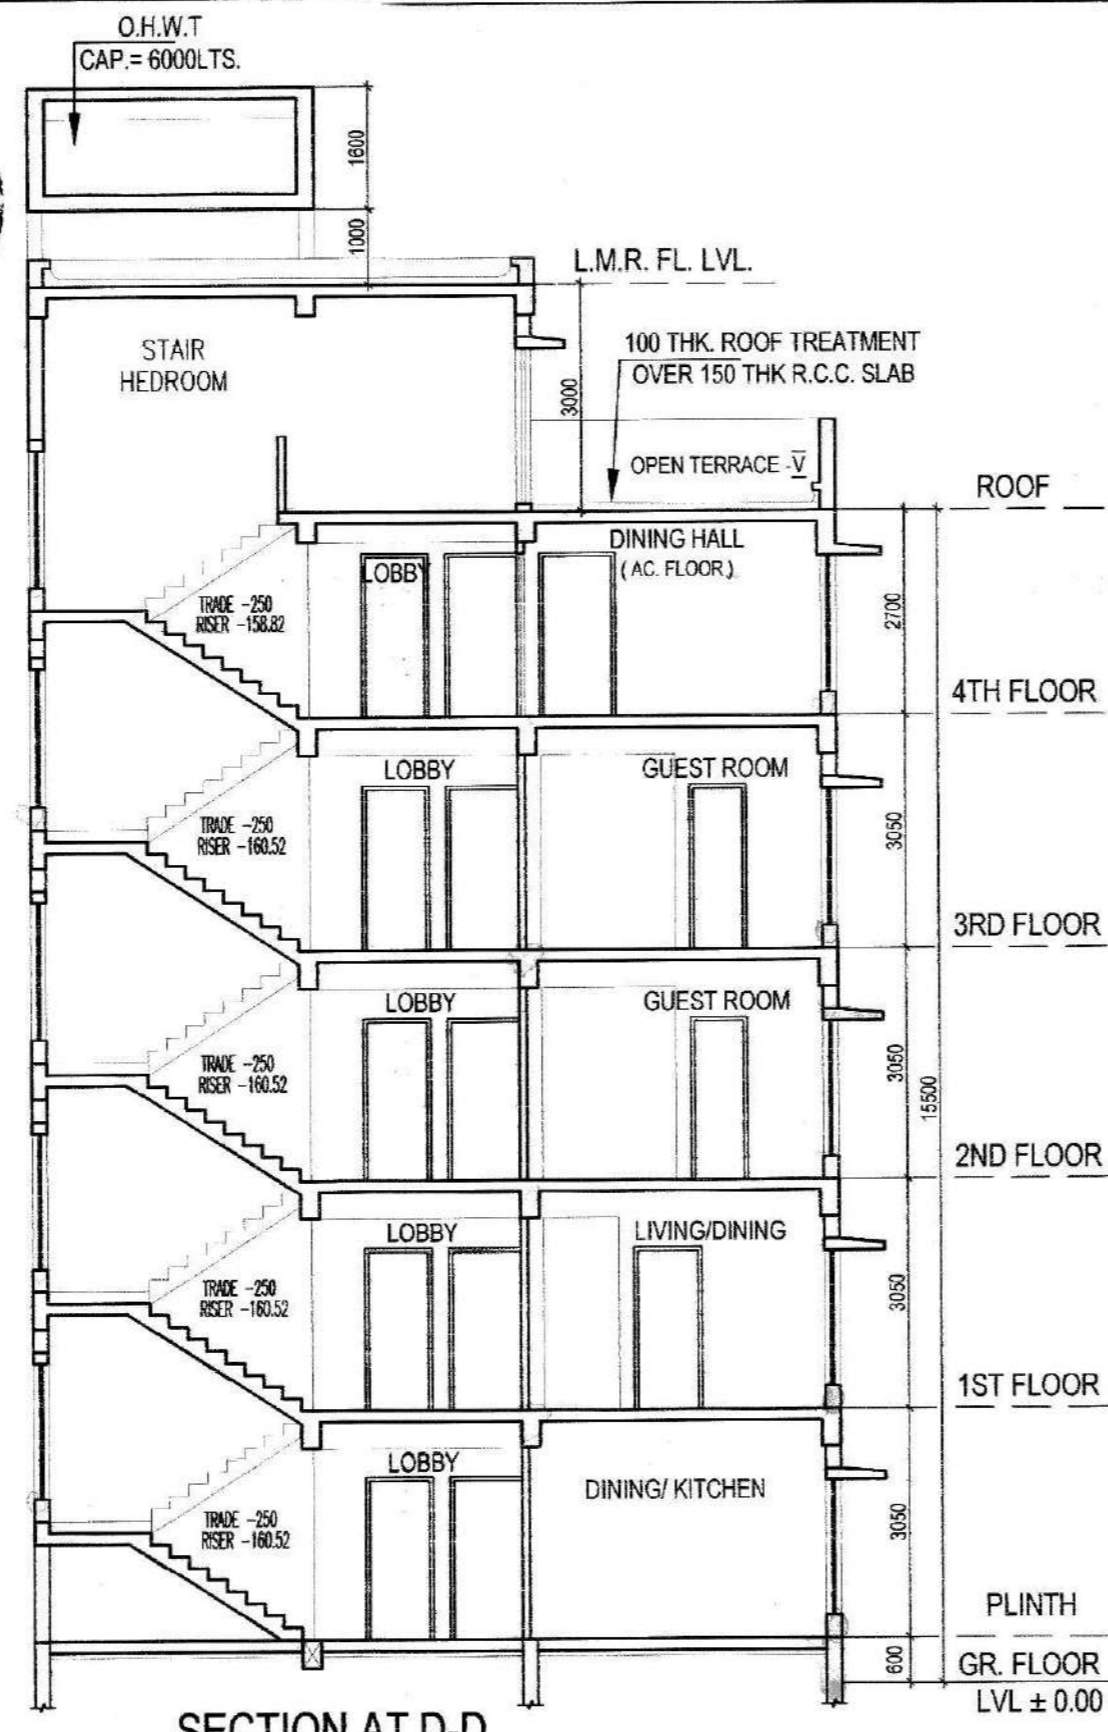 O.H.W.T
CAP.= 6000LTS.
1600
1000
L.M.R. FL. LVL.
STAIR
HEDROOM
100 THK. ROOF TREATMENT
OVER 150 THK R.C.C. SLAB
3000
OPEN TERRACE -V
ROOF
DINING HALL
( AC. FLOOR.)
LOBBY
TRADE -250
RISER -158.82
2700
4TH FLOOR
LOBBY
GUEST ROOM
TRADE -250
RISER -160.52
3050
3RD FLOOR
LOBBY
GUEST ROOM
TRADE -250
RISER -160.52
3050
15500
2ND FLOOR
LOBBY
LIVING/DINING
TRADE -250
RISER -160.52
3050
1ST FLOOR
LOBBY
DINING/ KITCHEN
TRADE -250
RISER -160.52
3050
PLINTH
600
GR. FLOOR
LVL ± 0.00
SECTION AT D-D